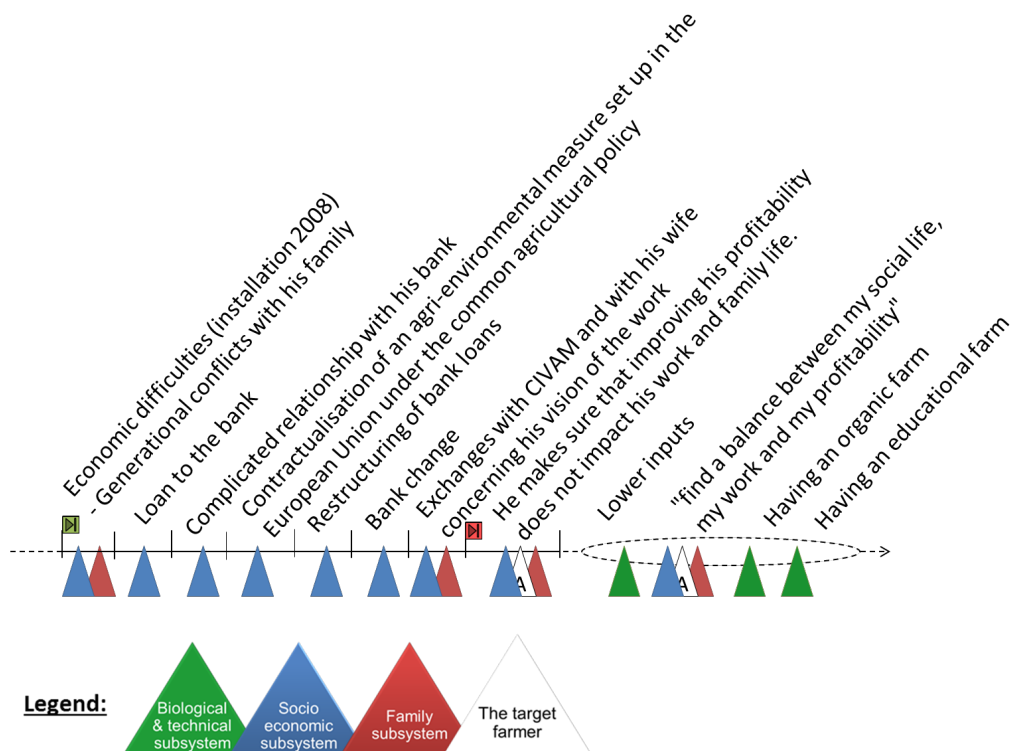 Economic difficulties (installation 2008)
- Generational conflicts with his family
Loan to the bank
Complicated relationship with his bank
Contractualisation of an agri-environmental measure set up in the
European Union under the common agricultural policy
Restructuring of bank loans
Bank change
Exchanges with CIVAM and with his wife
concerning his vision of the work
He makes sure that improving his profitability
does not impact his work and family life.
Lower inputs
"find a balance between my social life,
my work and my profitability"
Having an organic farm
Having an educational farm
A
A
Legend:
Biological
& technical
subsystem
Socio
economic
subsystem
Family
subsystem
The target
farmer